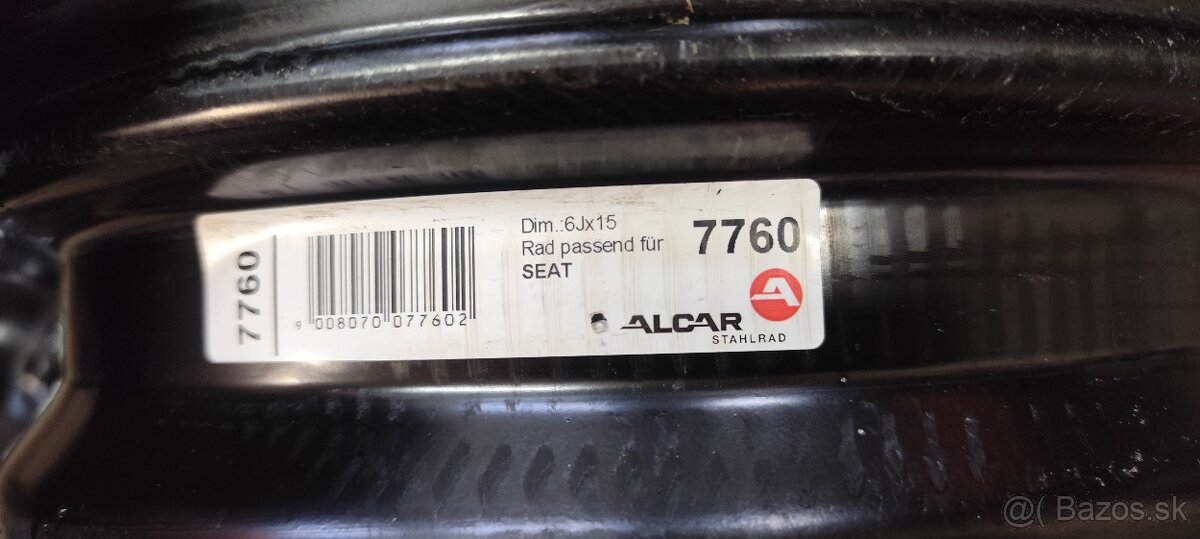 7760
9 008070 077602
Dim.:6Jx15
Rad passend für
SEAT
7760
ALCAR
STAHLRAD
@( Bazos.sk